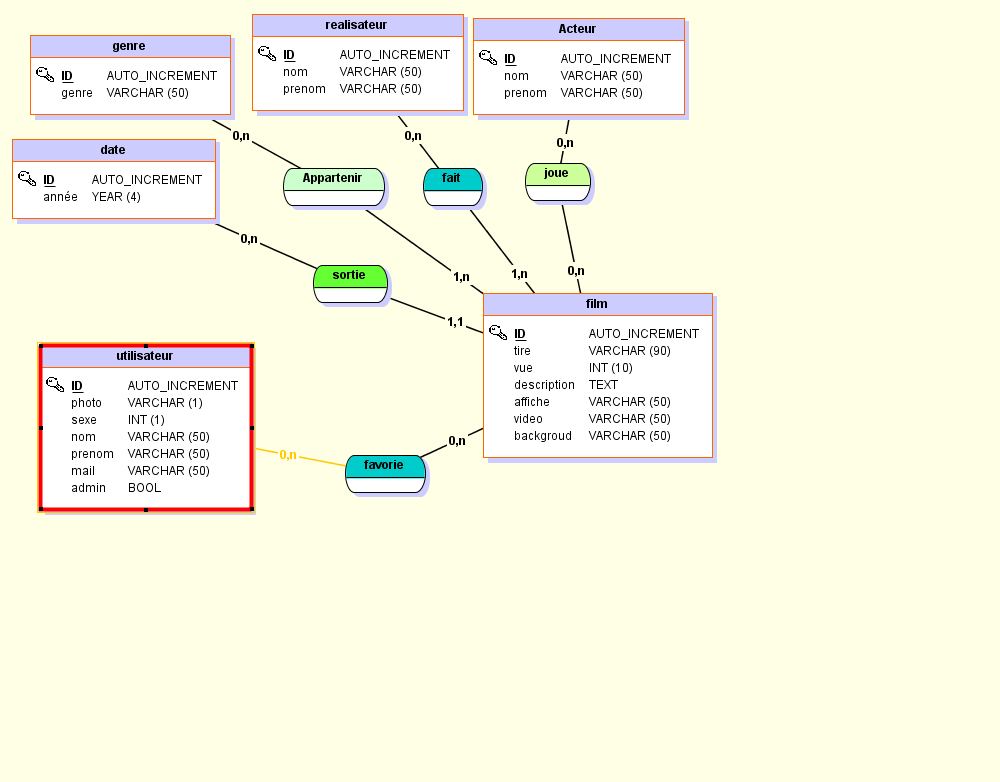 genre
ID AUTO_INCREMENT
genre VARCHAR (50)
realisateur
ID AUTO_INCREMENT
nom VARCHAR (50)
prenom VARCHAR (50)
Acteur
ID AUTO_INCREMENT
nom VARCHAR (50)
prenom VARCHAR (50)
0,n
0,n
0,n
date
ID AUTO_INCREMENT
année YEAR (4)
Appartenir
fait
joue
0,n
sortie
1,n
1,n
0,n
1,1
film
ID AUTO_INCREMENT
tire VARCHAR (90)
vue INT (10)
description TEXT
affiche VARCHAR (50)
video VARCHAR (50)
backgroud VARCHAR (50)
utilisateur
ID AUTO_INCREMENT
photo VARCHAR (1)
sexe INT (1)
nom VARCHAR (50)
prenom VARCHAR (50)
mail VARCHAR (50)
admin BOOL
0,n
favorie
0,n